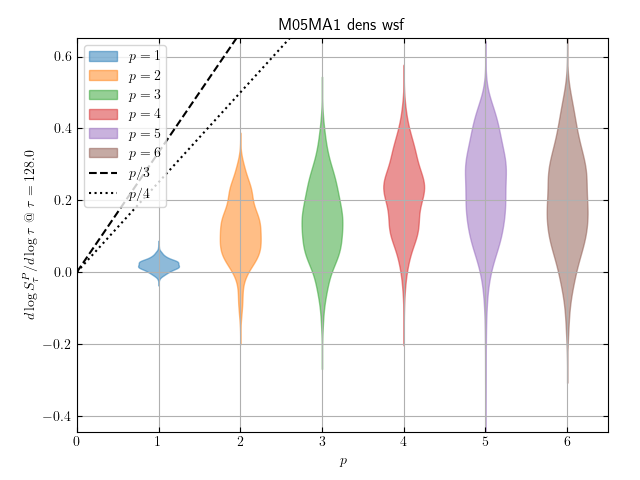 M05MA1 dens wsf
d log S_τ^P / d log τ @ τ = 128.0
0.6
0.4
0.2
0.0
−0.2
−0.4
p = 1
p = 2
p = 3
p = 4
p = 5
p = 6
p/3
p/4
0 1 2 3 4 5 6
p